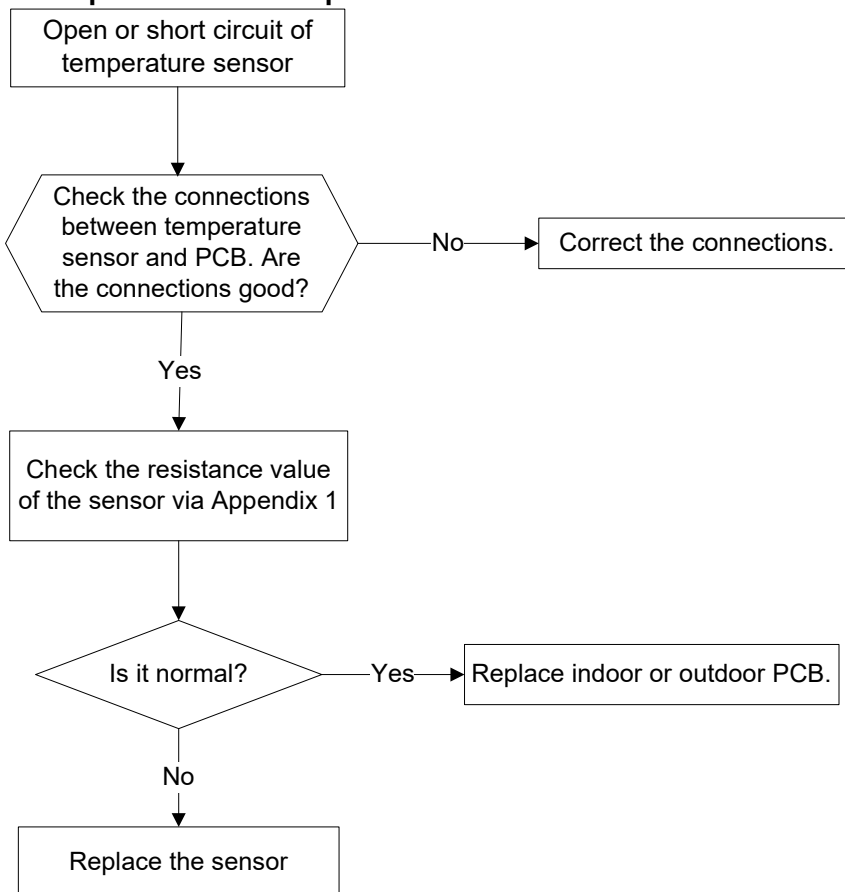 Open or short circuit of
temperature sensor
Check the connections
between temperature
sensor and PCB. Are
the connections good?
No
Correct the connections.
Yes
Check the resistance value
of the sensor via Appendix 1
Is it normal?
Yes
Replace indoor or outdoor PCB.
No
Replace the sensor